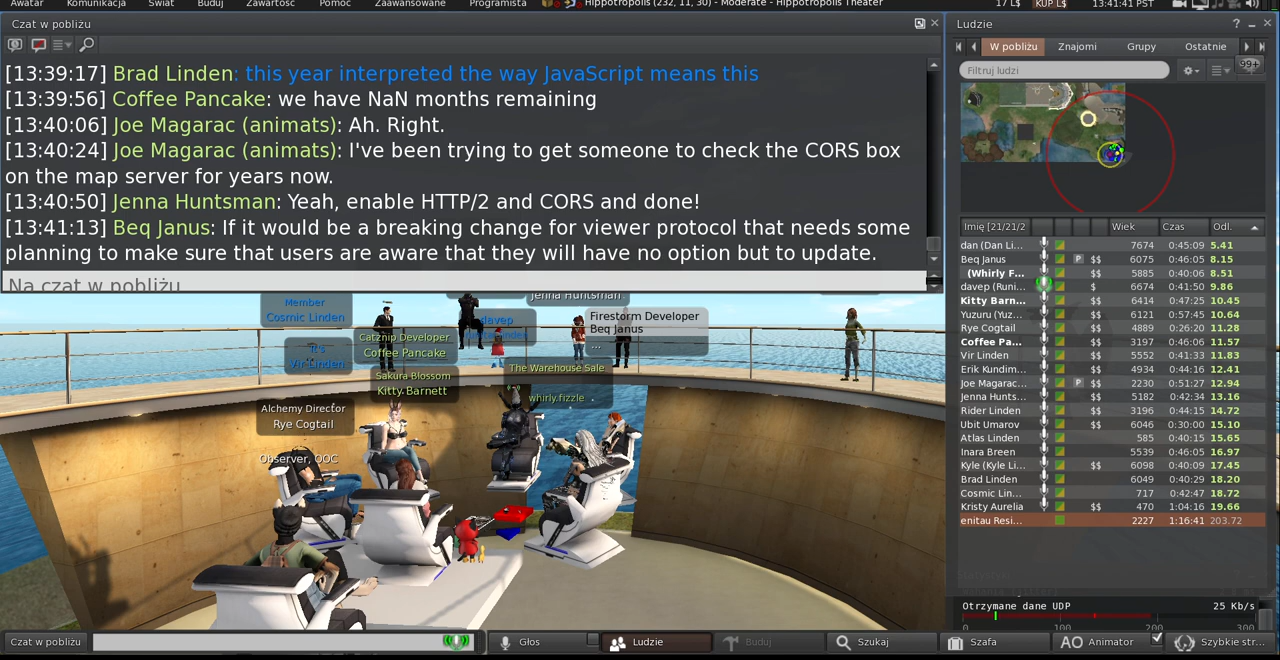 Awatar Komunikacja Świat Buduj Zawartość Pomoc Zaawansowane Programista Hippotropolis (232, 11, 30) - Moderate - Hippotropolis Theater 17 L$ KUP L$ 13:41:41 PST
Czat w pobliżu
[13:39:17] Brad Linden: this year interpreted the way JavaScript means this
[13:39:56] Coffee Pancake: we have NaN months remaining
[13:40:06] Joe Magarac (animats): Ah. Right.
[13:40:24] Joe Magarac (animats): I've been trying to get someone to check the CORS box
on the map server for years now.
[13:40:50] Jenna Huntsman: Yeah, enable HTTP/2 and CORS and done!
[13:41:13] Beq Janus: If it would be a breaking change for viewer protocol that needs some
planning to make sure that users are aware that they will have no option but to update.
Na czat w pobliżu
Member
Cosmic Linden
Jenna Huntsman
davep
Firestorm Developer
Beq Janus
...
Catznip Developer
Coffee Pancake
It's
Vir Linden
Sakura Blossom
Kitty Barnett
The Warehouse Sale
whirly.fizzle
Alchemy Director
Rye Cogtail
Observer, OOC
Ludzie
? _ ×
W pobliżu Znajomi Grupy Ostatnie
99+
Filtruj ludzi
Imię [21/21/2 Wiek Czas Odl.
dan (Dan Li... 7674 0:45:09 5.41
Beq Janus P $$ 6075 0:46:05 8.15
(Whirly F... $$ 5885 0:40:06 8.51
davep (Runi... $ 6674 0:41:50 9.86
Kitty Barn... $$ 6414 0:47:25 10.45
Yuzuru (Yuz... $$ 6121 0:57:45 10.64
Rye Cogtail $$ 4889 0:26:20 11.28
Coffee Pa... $$ 3197 0:46:06 11.57
Vir Linden $$ 5552 0:41:33 11.83
Erik Kundim... $$ 4934 0:44:16 12.41
Joe Magarac... P $$ 2230 0:51:27 12.94
Jenna Hunts... $$ 5182 0:42:34 13.16
Rider Linden $$ 3196 0:44:15 14.72
Ubit Umarov $$ 6046 0:30:00 15.10
Atlas Linden 585 0:40:15 15.65
Inara Breen 5539 0:46:05 16.97
Kyle (Kyle Li... $$ 6098 0:40:09 17.45
Brad Linden 6049 0:40:29 18.20
Cosmic Lin... 717 0:42:47 18.72
Kristy Aurelia $$ 470 1:04:16 19.66
enitau Resi... 2227 1:16:41 203.72
Otrzymane dane UDP 25 Kb/s
0 100 200 300
Czat w pobliżu Głos Ludzie Buduj Szukaj Szafa AO Animator Szybkie str...